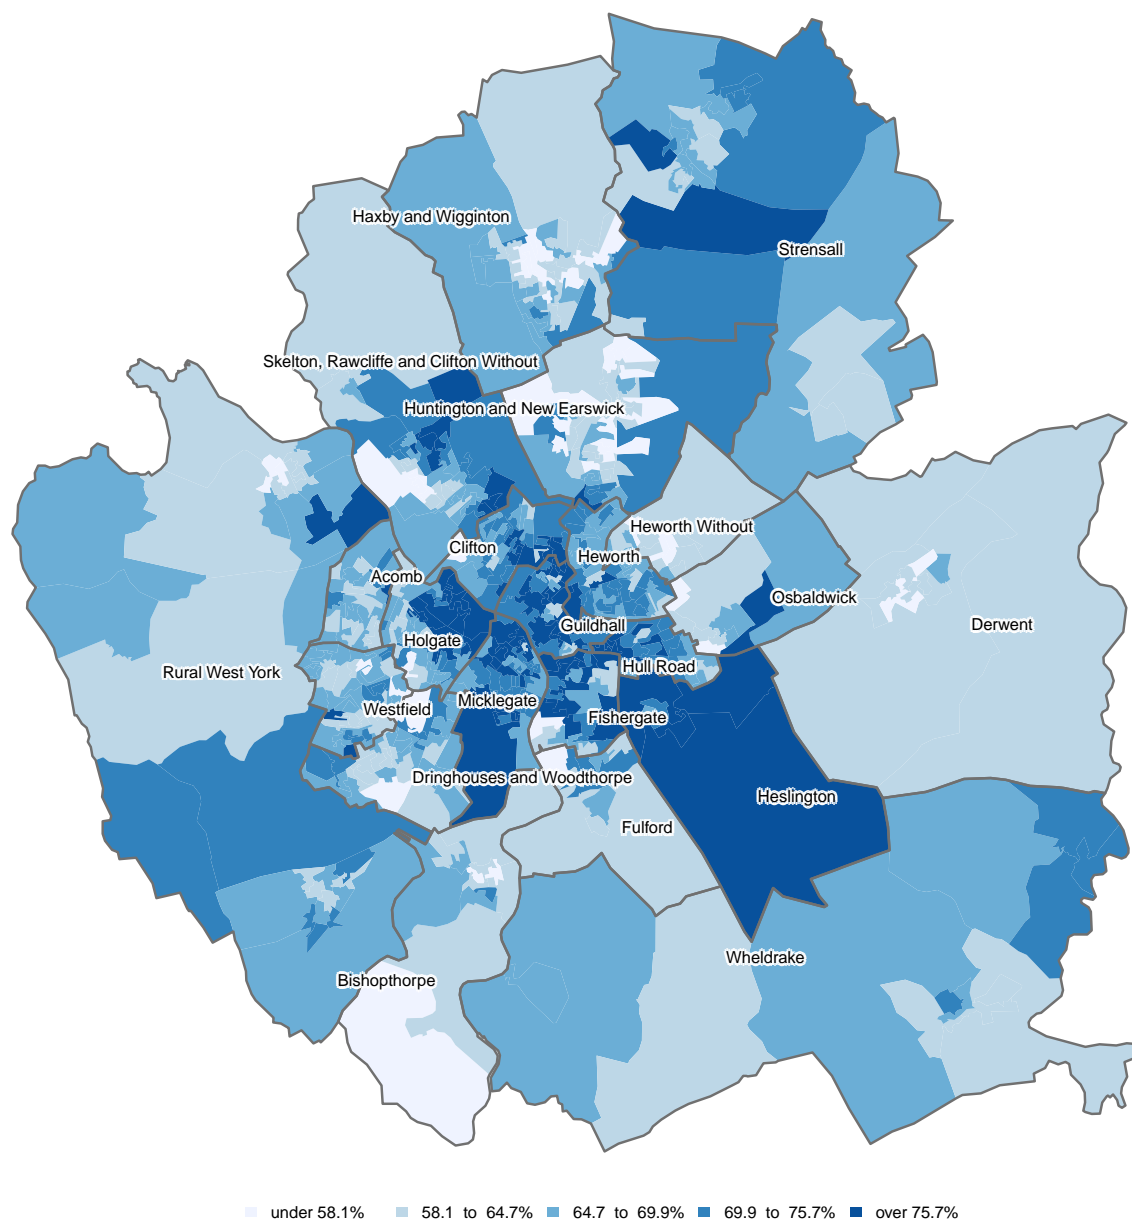 Haxby and Wigginton
Strensall
Skelton, Rawcliffe and Clifton Without
Huntington and New Earswick
Heworth Without
Clifton
Heworth
Acomb
Osbaldwick
Derwent
Guildhall
Holgate
Hull Road
Rural West York
Micklegate
Westfield
Fishergate
Dringhouses and Woodthorpe
Heslington
Fulford
Wheldrake
Bishopthorpe
under 58.1% 58.1 to 64.7% 64.7 to 69.9% 69.9 to 75.7% over 75.7%